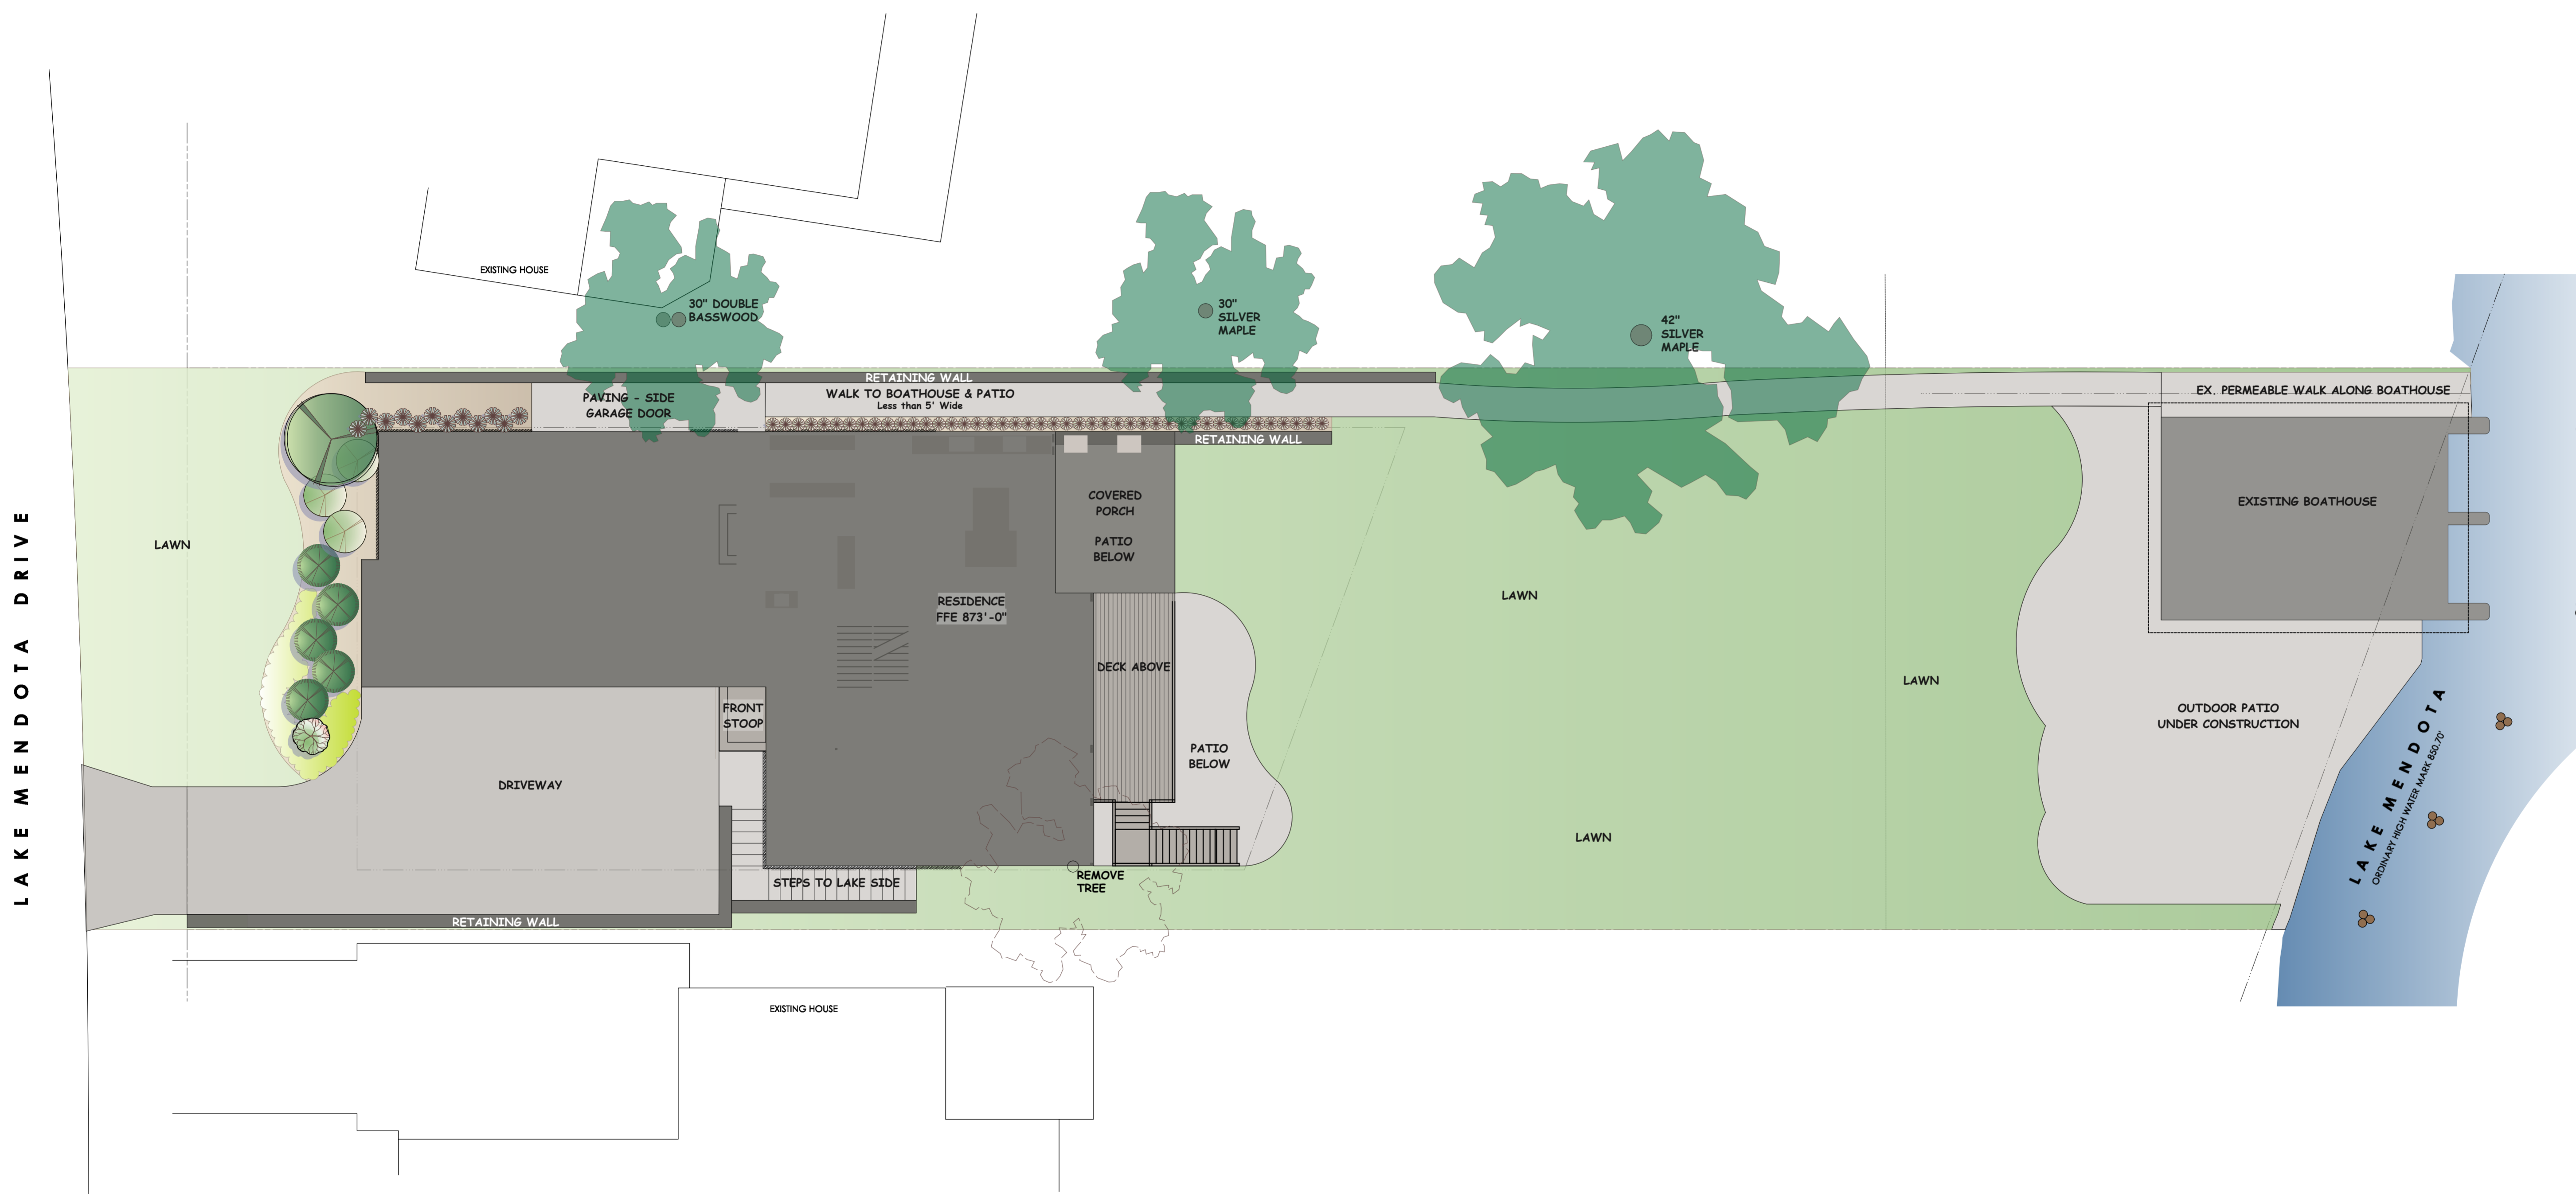 LAKE MENDOTA DRIVE
EXISTING HOUSE
30" DOUBLE
BASSWOOD
30"
SILVER
MAPLE
42"
SILVER
MAPLE
RETAINING WALL
PAVING - SIDE
GARAGE DOOR
WALK TO BOATHOUSE & PATIO
Less than 5' Wide
EX. PERMEABLE WALK ALONG BOATHOUSE
RETAINING WALL
COVERED
PORCH
PATIO
BELOW
EXISTING BOATHOUSE
LAWN
RESIDENCE
FFE 873'-0"
LAWN
DECK ABOVE
LAWN
FRONT
STOOP
OUTDOOR PATIO
UNDER CONSTRUCTION
PATIO
BELOW
DRIVEWAY
LAWN
LAKE MENDOTA
ORDINARY HIGH WATER MARK 850.70'
STEPS TO LAKE SIDE
REMOVE
TREE
RETAINING WALL
EXISTING HOUSE